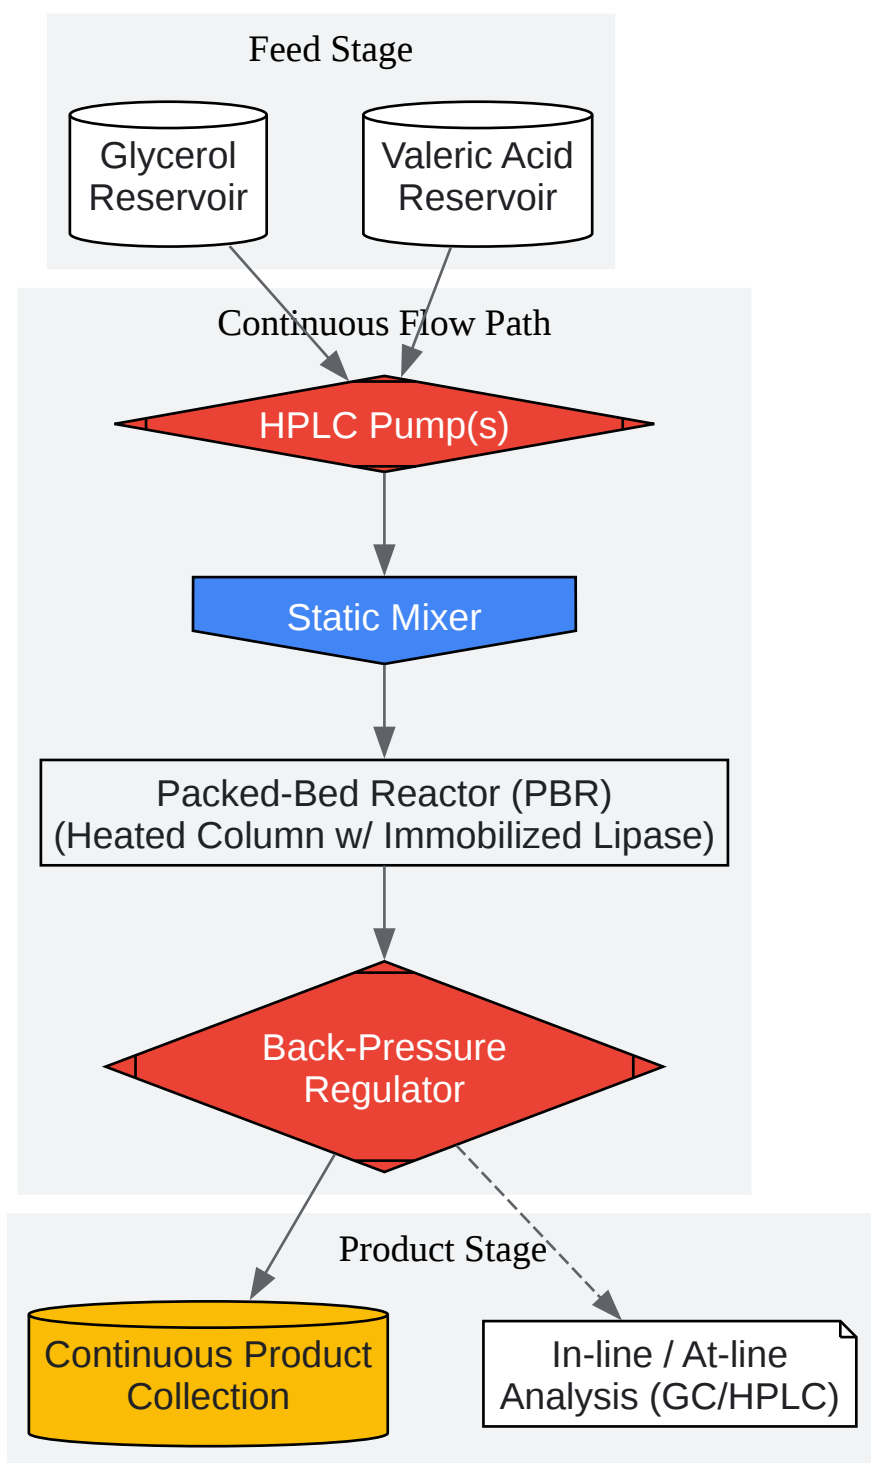 Feed Stage
Glycerol
Reservoir
Valeric Acid
Reservoir
Continuous Flow Path
HPLC Pump(s)
Static Mixer
Packed-Bed Reactor (PBR)
(Heated Column w/ Immobilized Lipase)
Back-Pressure
Regulator
Product Stage
Continuous Product
Collection
In-line / At-line
Analysis (GC/HPLC)